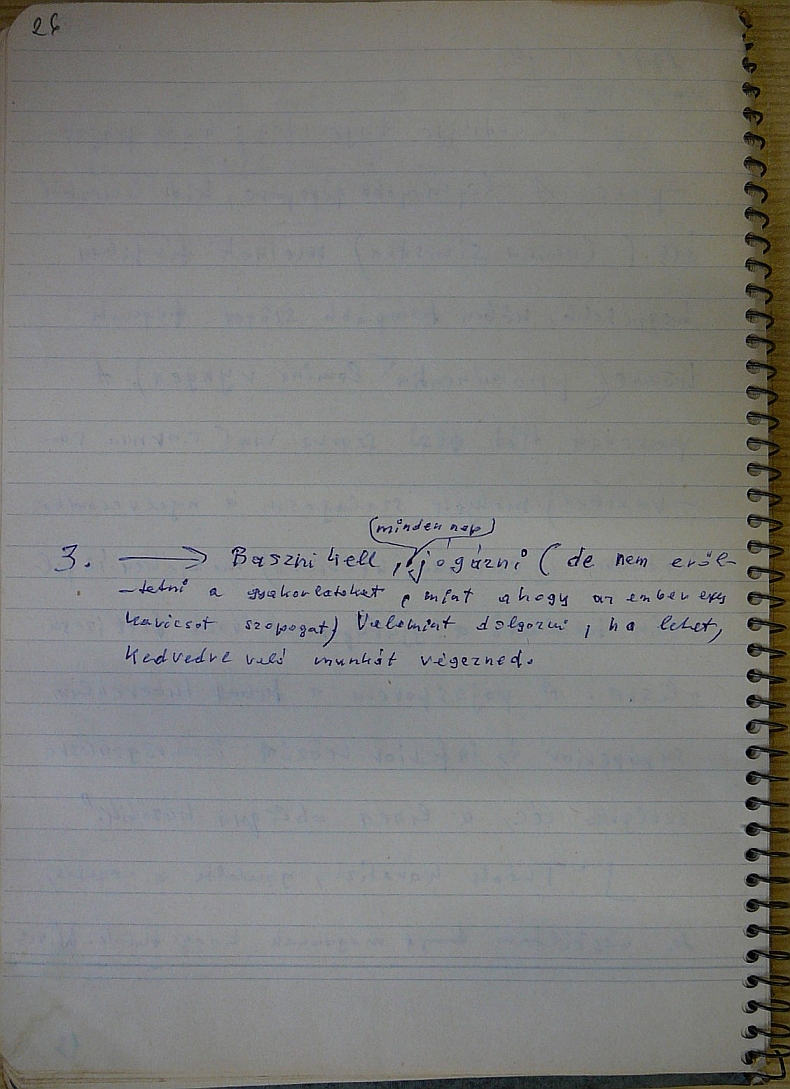 26
(minden nap)
3. → Baszni kell, jógázni (de nem eről-
-tetni a gyakorlatokat, mint ahogy az ember egy
kavicsot szopogat) Valamint dolgozni, ha lehet,
Kedvedre való munkát végezned.